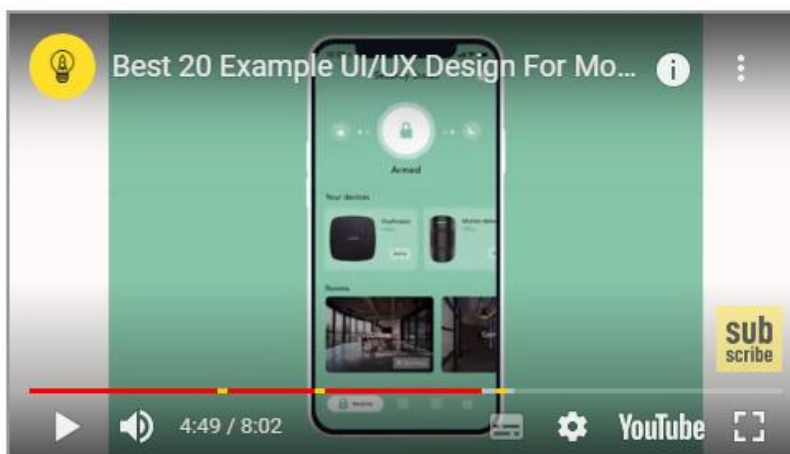 Best 20 Example UI/UX Design For Mo...
Armed
Your devices
Rooms
sub
scribe
4:49 / 8:02
YouTube